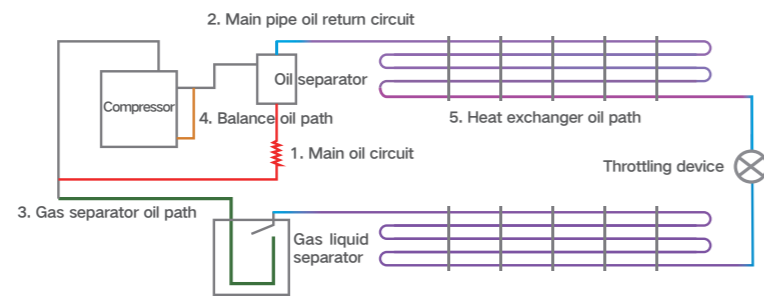 2. Main pipe oil return circuit
Oil separator
Compressor
4. Balance oil path
5. Heat exchanger oil path
1. Main oil circuit
Throttling device
3. Gas separator oil path
Gas liquid
separator